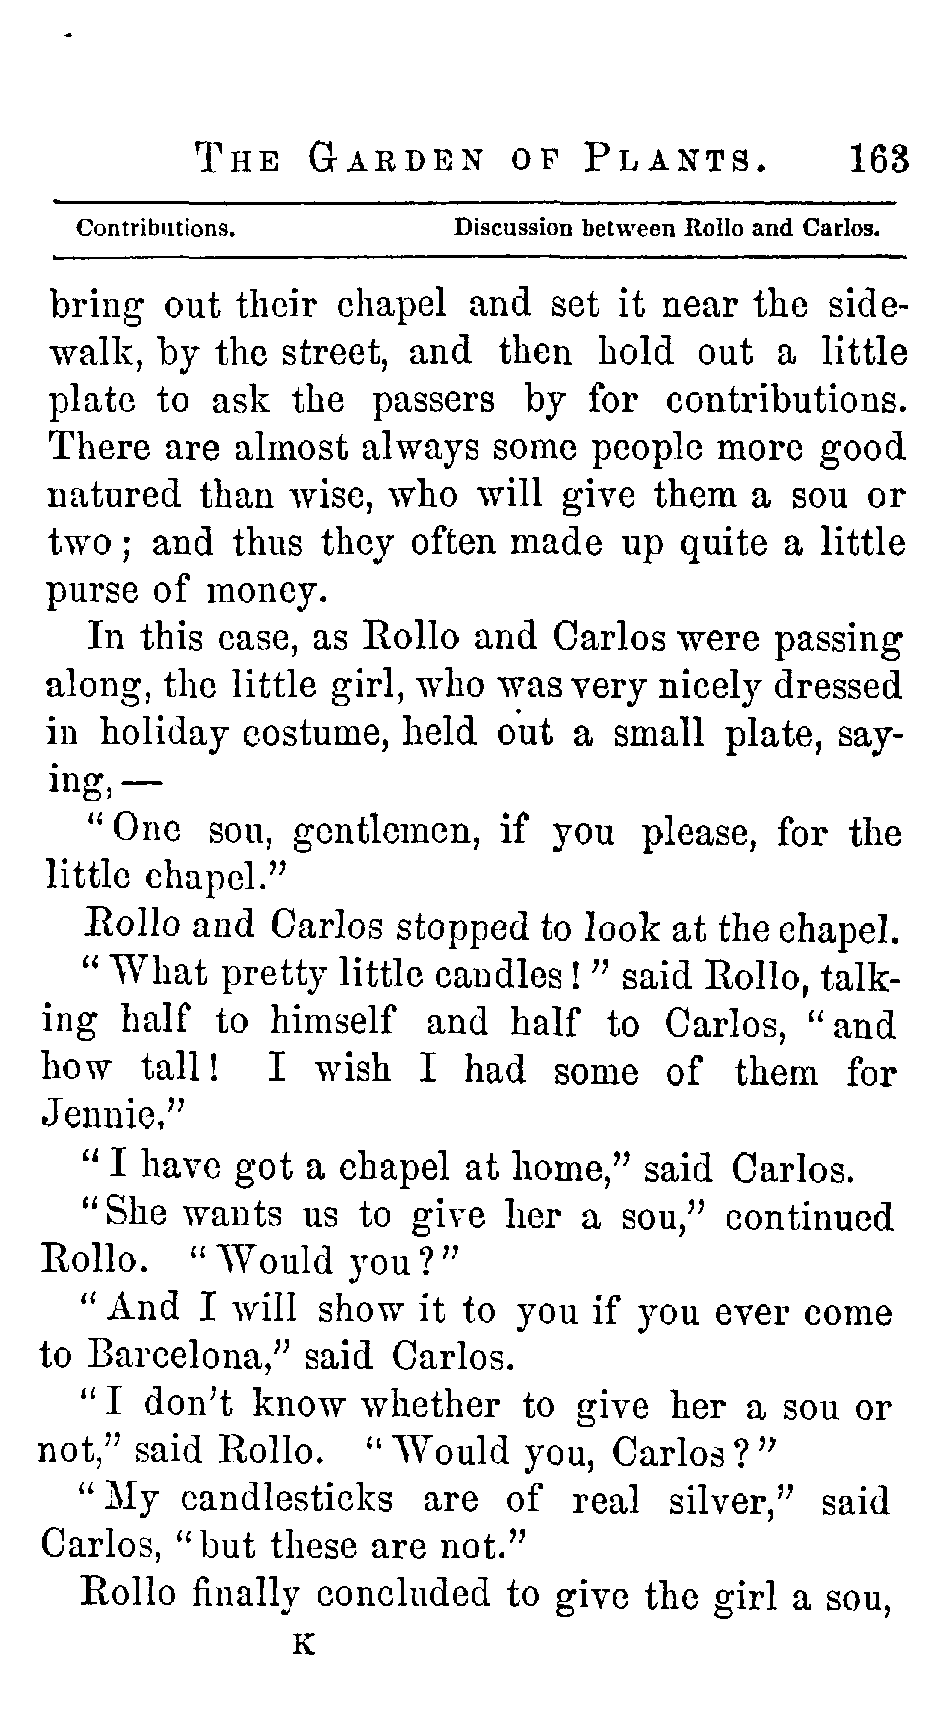 THE GARDEN OF PLANTS. 163
Contributions. Discussion between Rollo and Carlos.
bring out their chapel and set it near the side-
walk, by the street, and then hold out a little
plate to ask the passers by for contributions.
There are almost always some people more good
natured than wise, who will give them a sou or
two; and thus they often made up quite a little
purse of money.
In this case, as Rollo and Carlos were passing
along, the little girl, who was very nicely dressed
in holiday costume, held out a small plate, say-
ing,—
"One sou, gentlemen, if you please, for the
little chapel."
Rollo and Carlos stopped to look at the chapel.
"What pretty little candles!" said Rollo, talk-
ing half to himself and half to Carlos, "and
how tall! I wish I had some of them for
Jennie."
"I have got a chapel at home," said Carlos.
"She wants us to give her a sou," continued
Rollo. "Would you?"
"And I will show it to you if you ever come
to Barcelona," said Carlos.
"I don't know whether to give her a sou or
not," said Rollo. "Would you, Carlos?"
"My candlesticks are of real silver," said
Carlos, "but these are not."
Rollo finally concluded to give the girl a sou,
K